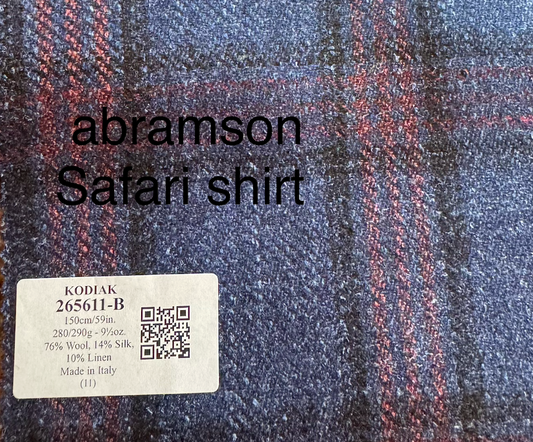 abramson
Safari shirt
KODIAK
265611-B
150cm/59in.
280/290g - 9½oz.
76% Wool, 14% Silk,
10% Linen
Made in Italy
(11)